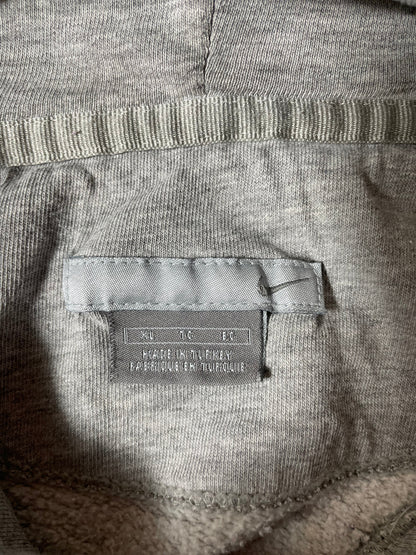 XL TG EG
MADE IN TURKEY
FABRIQUE EN TURQUIE